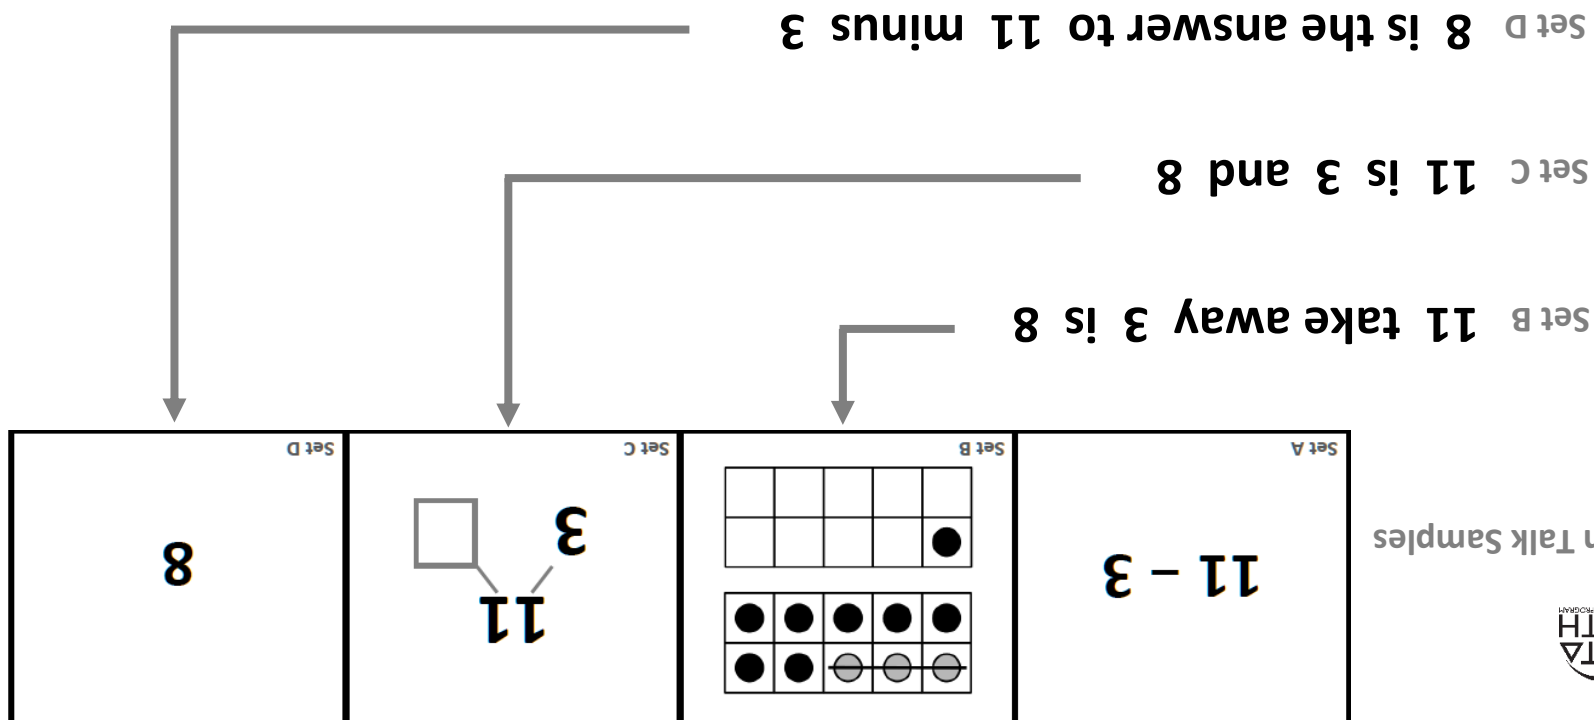 Talk Samples
11 – 3
Set A
Set B
11
3
Set C
8
Set D
Set B 11 take away 3 is 8
Set C 11 is 3 and 8
Set D 8 is the answer to 11 minus 3